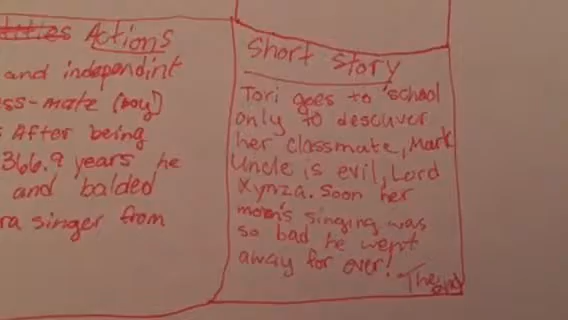 Actions
and independint
ss-mate (boy)
After being
366.9 years he
and balded
ra singer from
Short Story
Tori goes to school
only to descuver
her classmate, Mark
Uncle is evil, Lord
Xynza. Soon her
mom's singing was
so bad he wept
away for ever!
The end